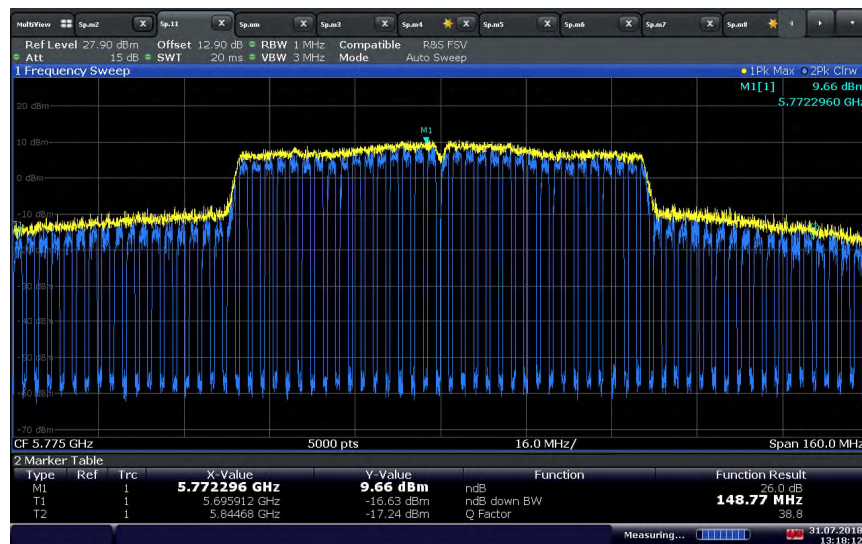 MultiView Sp.m2 X Sp.11 X Sp.um X Sp.m3 X Sp.m4 X Sp.m5 X Sp.m6 X Sp.m7 X Sp.m8
Ref Level 27.90 dBm Offset 12.90 dB RBW 1 MHz Compatible R&S FSV
Att 15 dB SWT 20 ms VBW 3 MHz Mode Auto Sweep
1 Frequency Sweep 1Pk Max 2Pk Clrw
M1[1] 9.66 dBm
5.7722960 GHz
20 dBm
M1
10 dBm
0 dBm
-10 dBm
T1
-20 dBm
-30 dBm
-40 dBm
-50 dBm
-60 dBm
-70 dBm
CF 5.775 GHz 5000 pts 16.0 MHz/ Span 160.0 MHz
2 Marker Table
Type Ref Trc X-Value Y-Value Function Function Result
M1 1 5.772296 GHz 9.66 dBm ndB 26.0 dB
T1 1 5.695912 GHz -16.63 dBm ndB down BW 148.77 MHz
T2 1 5.84468 GHz -17.24 dBm Q Factor 38.8
Measuring... 31.07.2018
13:18:12